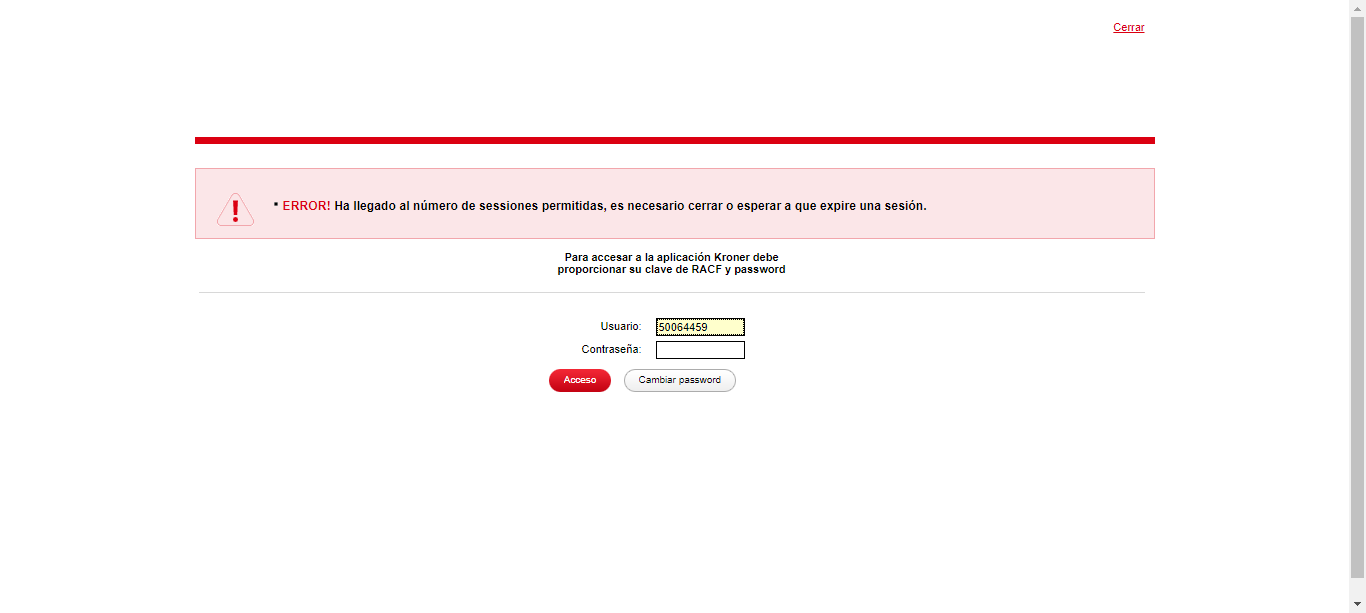 Cerrar
* ERROR! Ha llegado al número de sessiones permitidas, es necesario cerrar o esperar a que expire una sesión.
Para accesar a la aplicación Kroner debe
proporcionar su clave de RACF y password
Usuario: 50064459
Contraseña:
Acceso Cambiar password